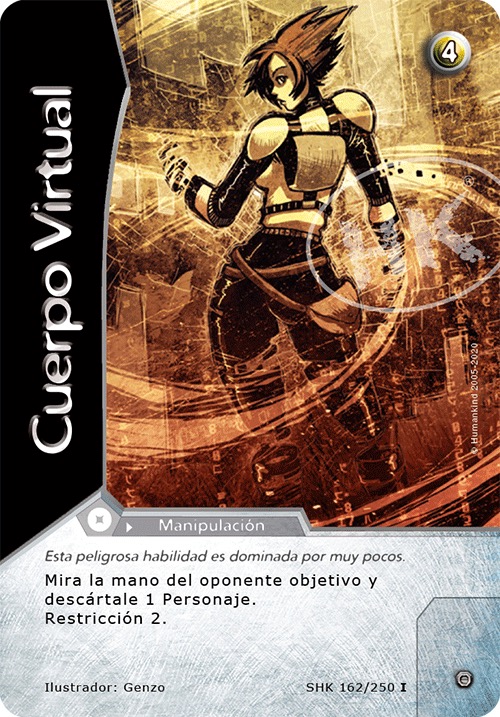 4
Cuerpo Virtual
HK
®
© Humankind 2005-2020
Manipulación
Esta peligrosa habilidad es dominada por muy pocos.
Mira la mano del oponente objetivo y
descártale 1 Personaje.
Restricción 2.
Ilustrador: Genzo
SHK 162/250 I